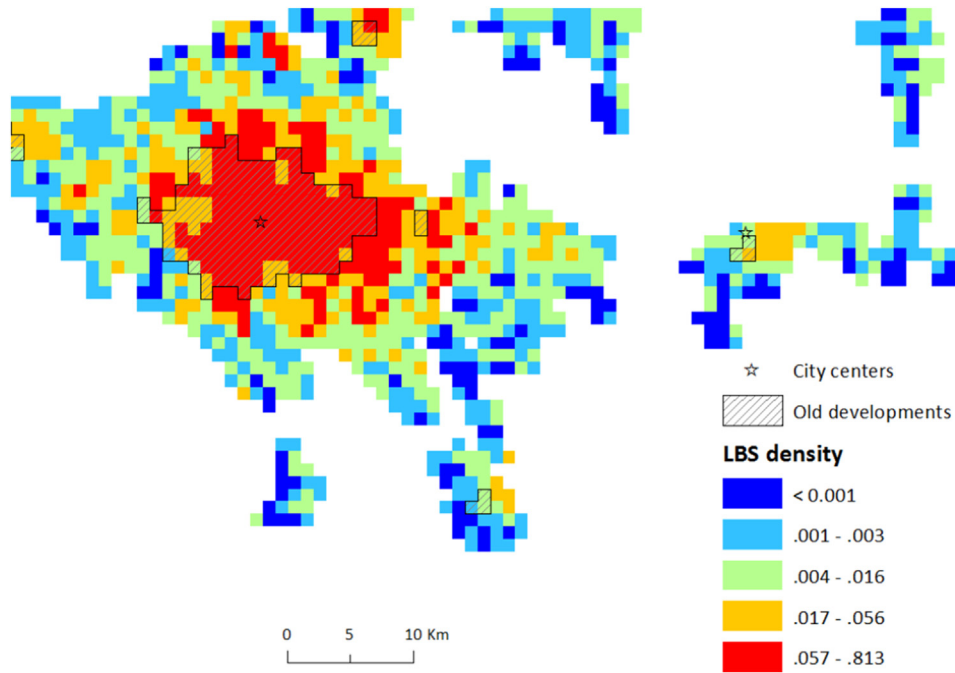 City centers
Old developments
LBS density
< 0.001
.001 - .003
.004 - .016
.017 - .056
.057 - .813
0 5 10 Km